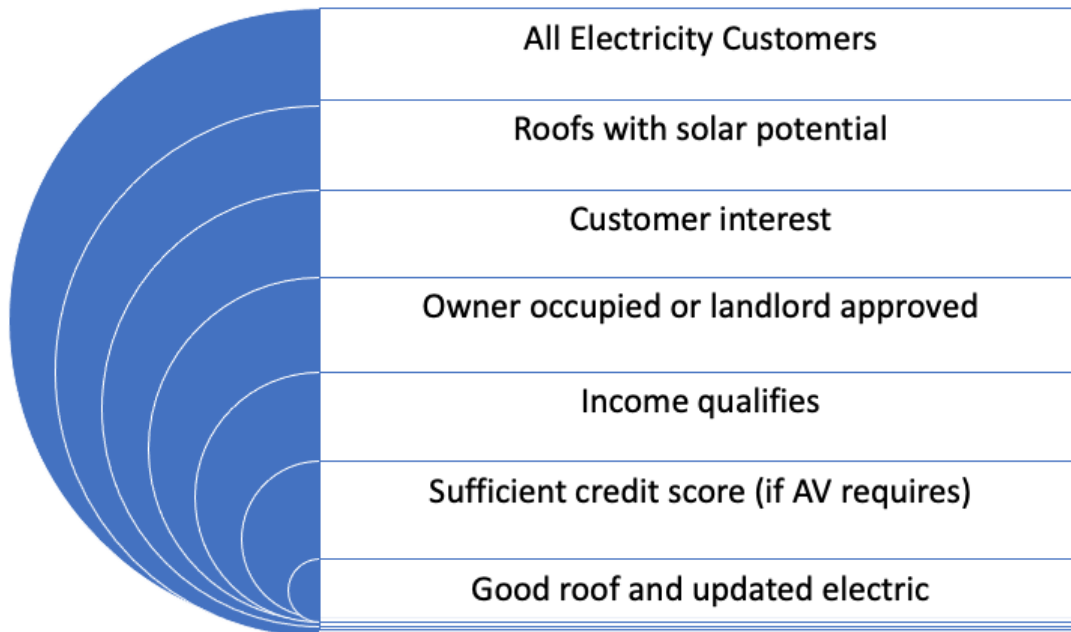 All Electricity Customers
Roofs with solar potential
Customer interest
Owner occupied or landlord approved
Income qualifies
Sufficient credit score (if AV requires)
Good roof and updated electric